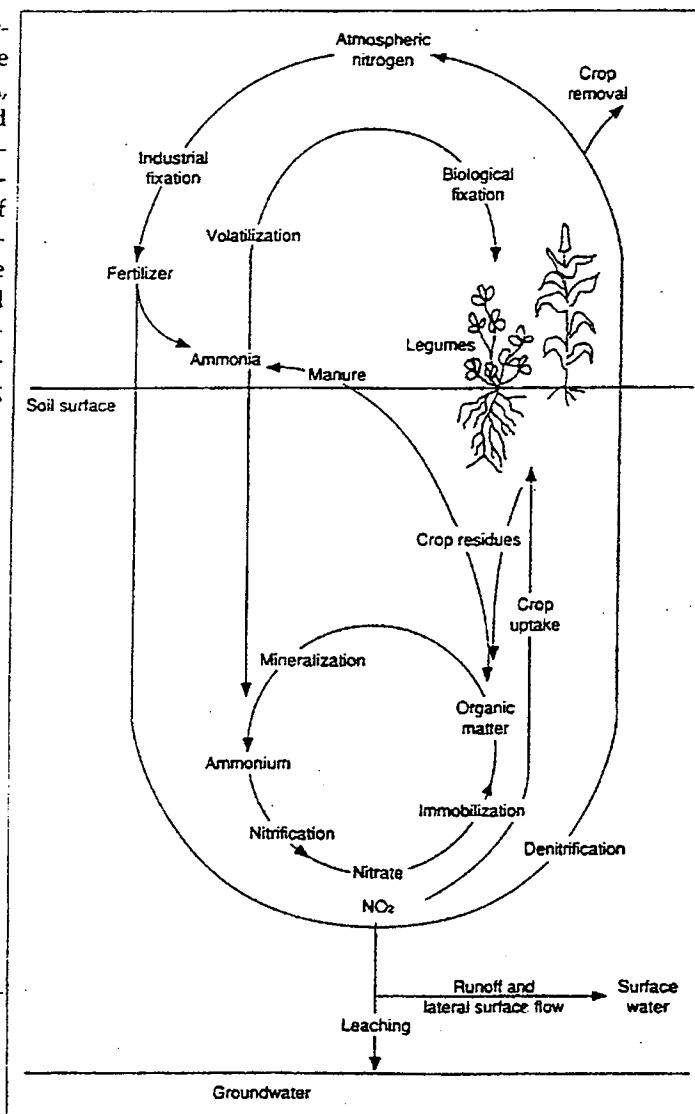 Atmospheric
nitrogen
Crop
removal
Industrial
fixation
Biological
fixation
Volatilization
Fertilizer
Legumes
Ammonia
Manure
Soil surface
Crop residues
Crop
uptake
Mineralization
Organic
matter
Ammonium
Immobilization
Nitrification
Denitrification
Nitrate
NO₂
Runoff and
lateral surface flow
Surface
water
Leaching
Groundwater